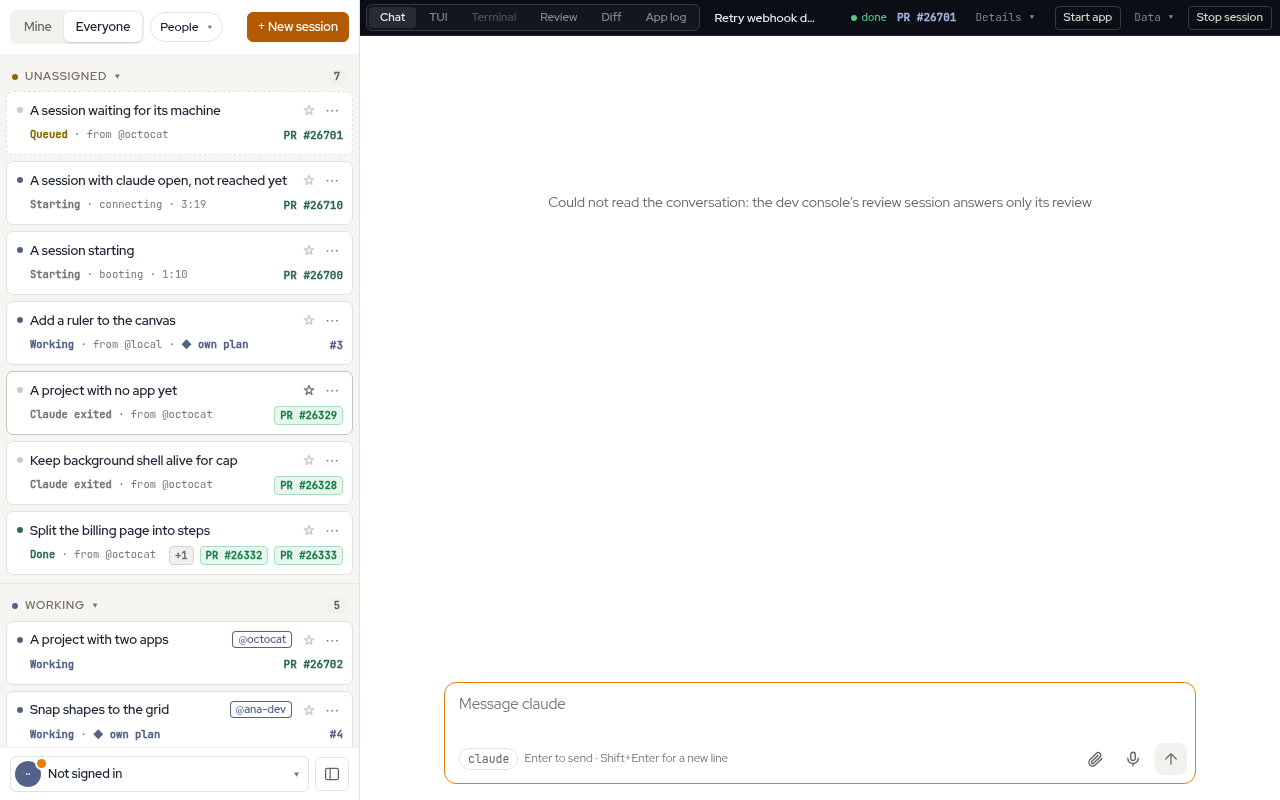 Mine Everyone People ▾ + New session
Chat TUI Terminal Review Diff App log Retry webhook d... done PR #26701 Details ▾ Start app Data ▾ Stop session
UNASSIGNED ▾ 7
A session waiting for its machine
Queued · from @octocat PR #26701
A session with claude open, not reached yet
Starting · connecting · 3:19 PR #26710
A session starting
Starting · booting · 1:10 PR #26700
Add a ruler to the canvas
Working · from @local · ◆ own plan #3
A project with no app yet
Claude exited · from @octocat PR #26329
Keep background shell alive for cap
Claude exited · from @octocat PR #26328
Split the billing page into steps
Done · from @octocat +1 PR #26332 PR #26333
WORKING ▾ 5
A project with two apps @octocat
Working PR #26702
Snap shapes to the grid @ana-dev
Working · ◆ own plan #4
Not signed in ▾
Could not read the conversation: the dev console's review session answers only its review
Message claude
claude Enter to send · Shift+Enter for a new line